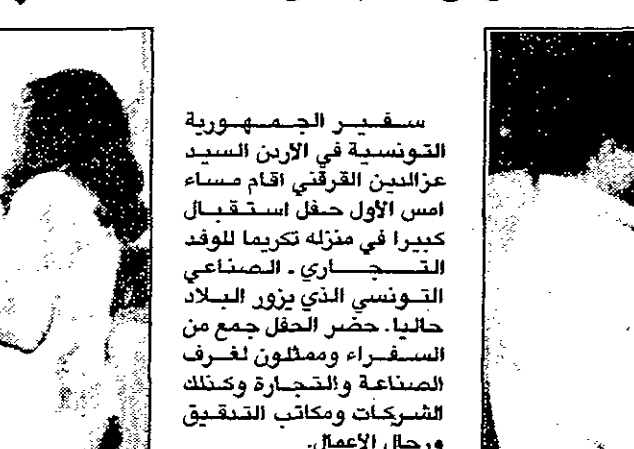 سفير الجمهورية
التونسية في الأردن السيد
عزالدين القرقني اقام مساء
امس الأول حفل استقبال
كبيرا في منزله تكريما للوفد
التجاري ـ الصناعي
التونسي الذي يزور البلاد
حاليا. حضر الحفل جمع من
السفراء وممثلون لغرف
الصناعة والتجارة وكذلك
الشركات ومكاتب التدقيق
ورجال الأعمال.